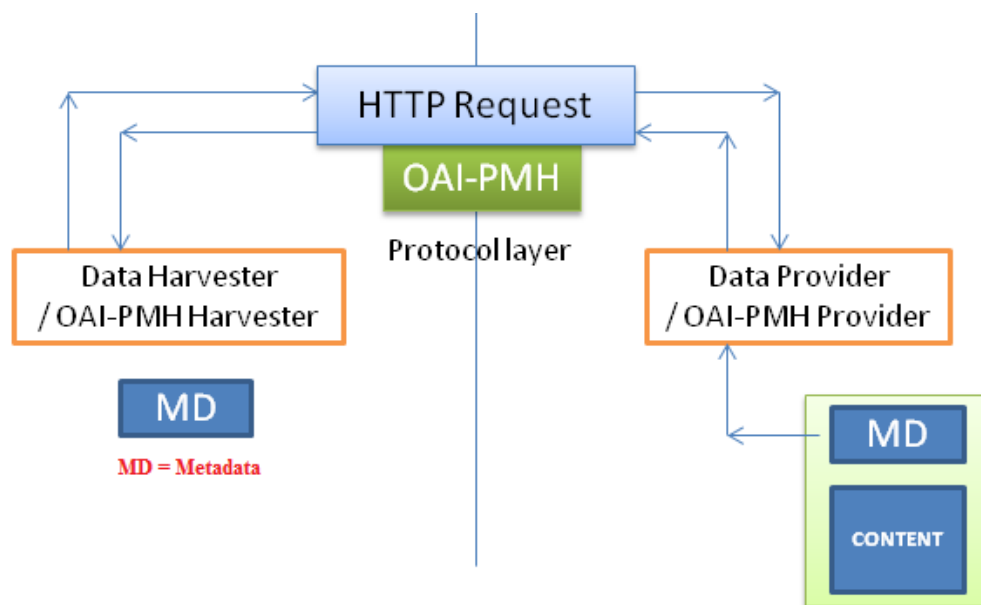 HTTP Request
OAI-PMH
Protocol layer
Data Harvester
/ OAI-PMH Harvester
Data Provider
/ OAI-PMH Provider
MD
MD = Metadata
MD
CONTENT